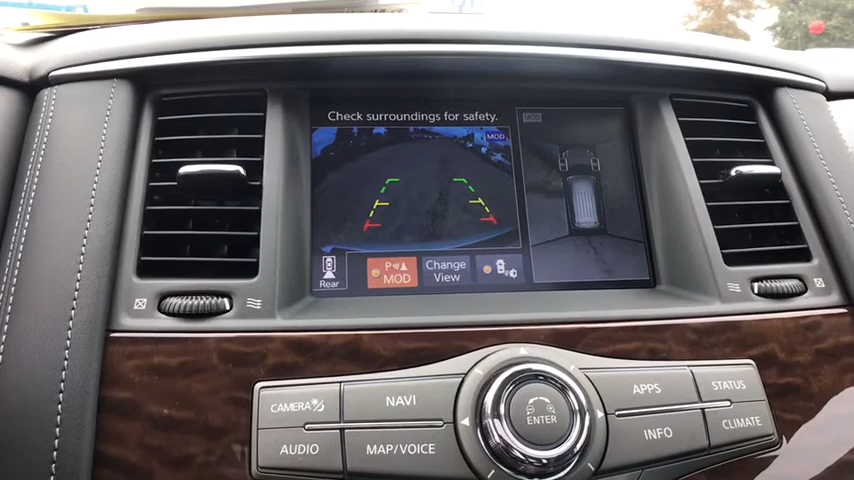 Check surroundings for safety.
MOD
MOD
Rear
P
MOD
Change
View
CAMERA
NAVI
AUDIO
MAP/VOICE
ENTER
APPS
STATUS
INFO
CLIMATE